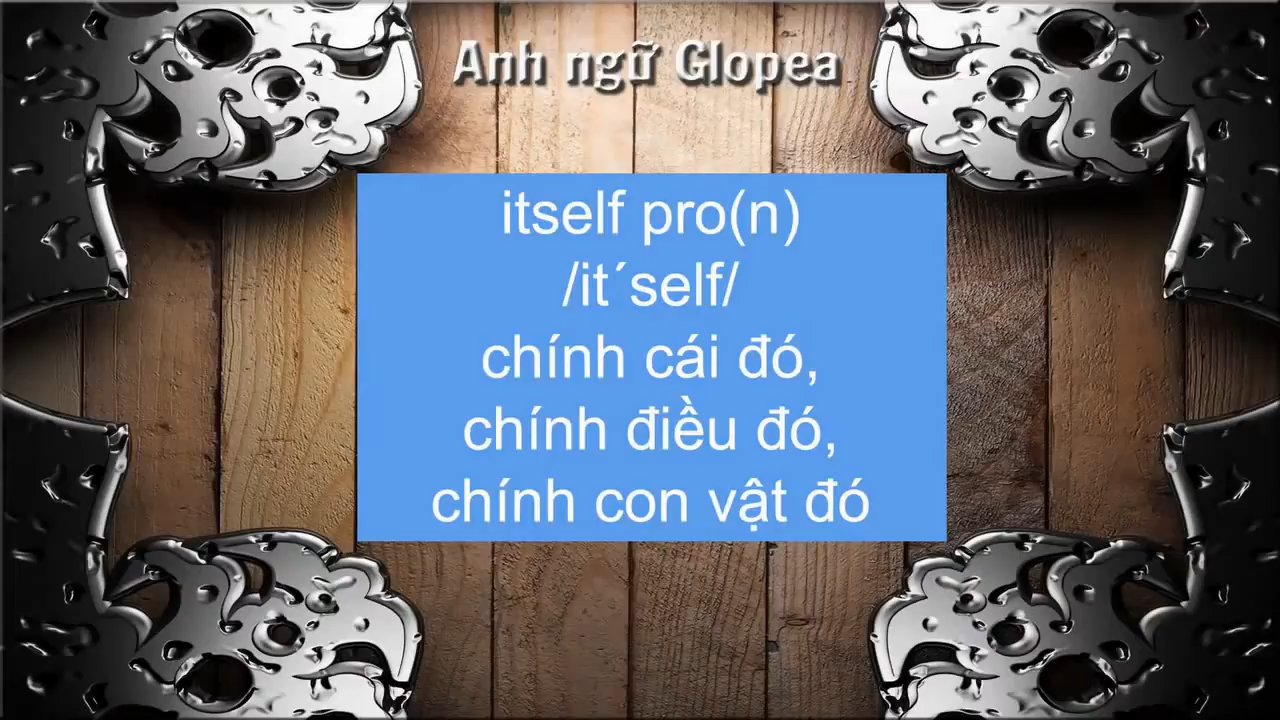 Anh ngữ Glopea
itself pro(n)
/it´self/
chính cái đó,
chính điều đó,
chính con vật đó